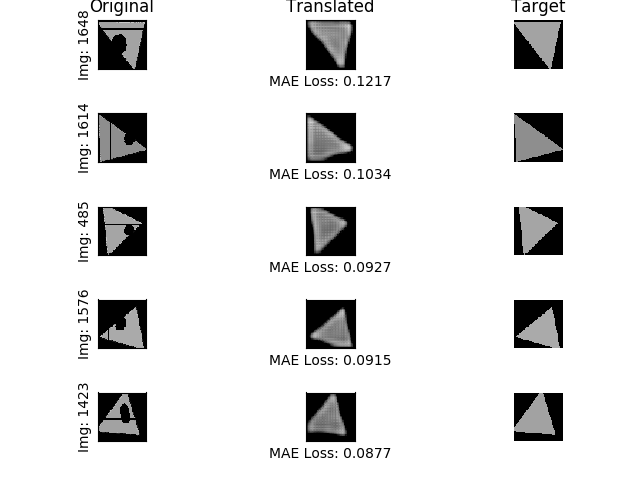 Original Translated Target
Img: 1648
MAE Loss: 0.1217
Img: 1614
MAE Loss: 0.1034
Img: 485
MAE Loss: 0.0927
Img: 1576
MAE Loss: 0.0915
Img: 1423
MAE Loss: 0.0877